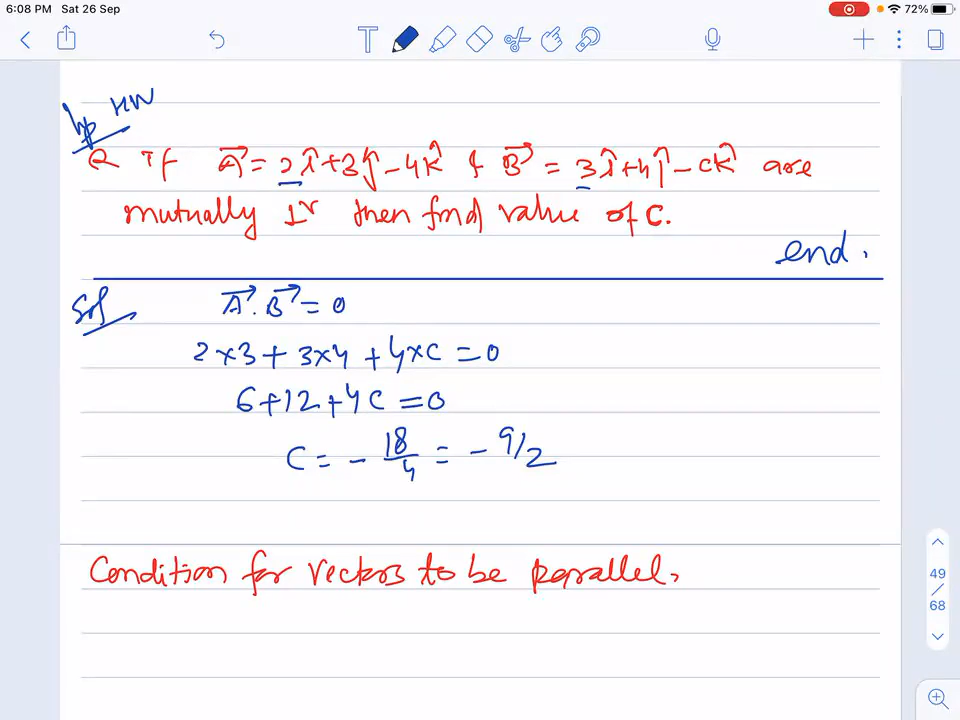 6:08 PM Sat 26 Sep
72%
T
Imp HW
Q If A⃗ = 2î+3ĵ-4k̂ & B⃗ = 3î+4ĵ-ck̂ are
mutually ⊥r then find value of C.
end.
Sol
A⃗.B⃗ = 0
2×3+3×4+4×C=0
6+12+4C=0
C = -18/4 = -9/2
Condition for vectors to be parallel.
49
/
68